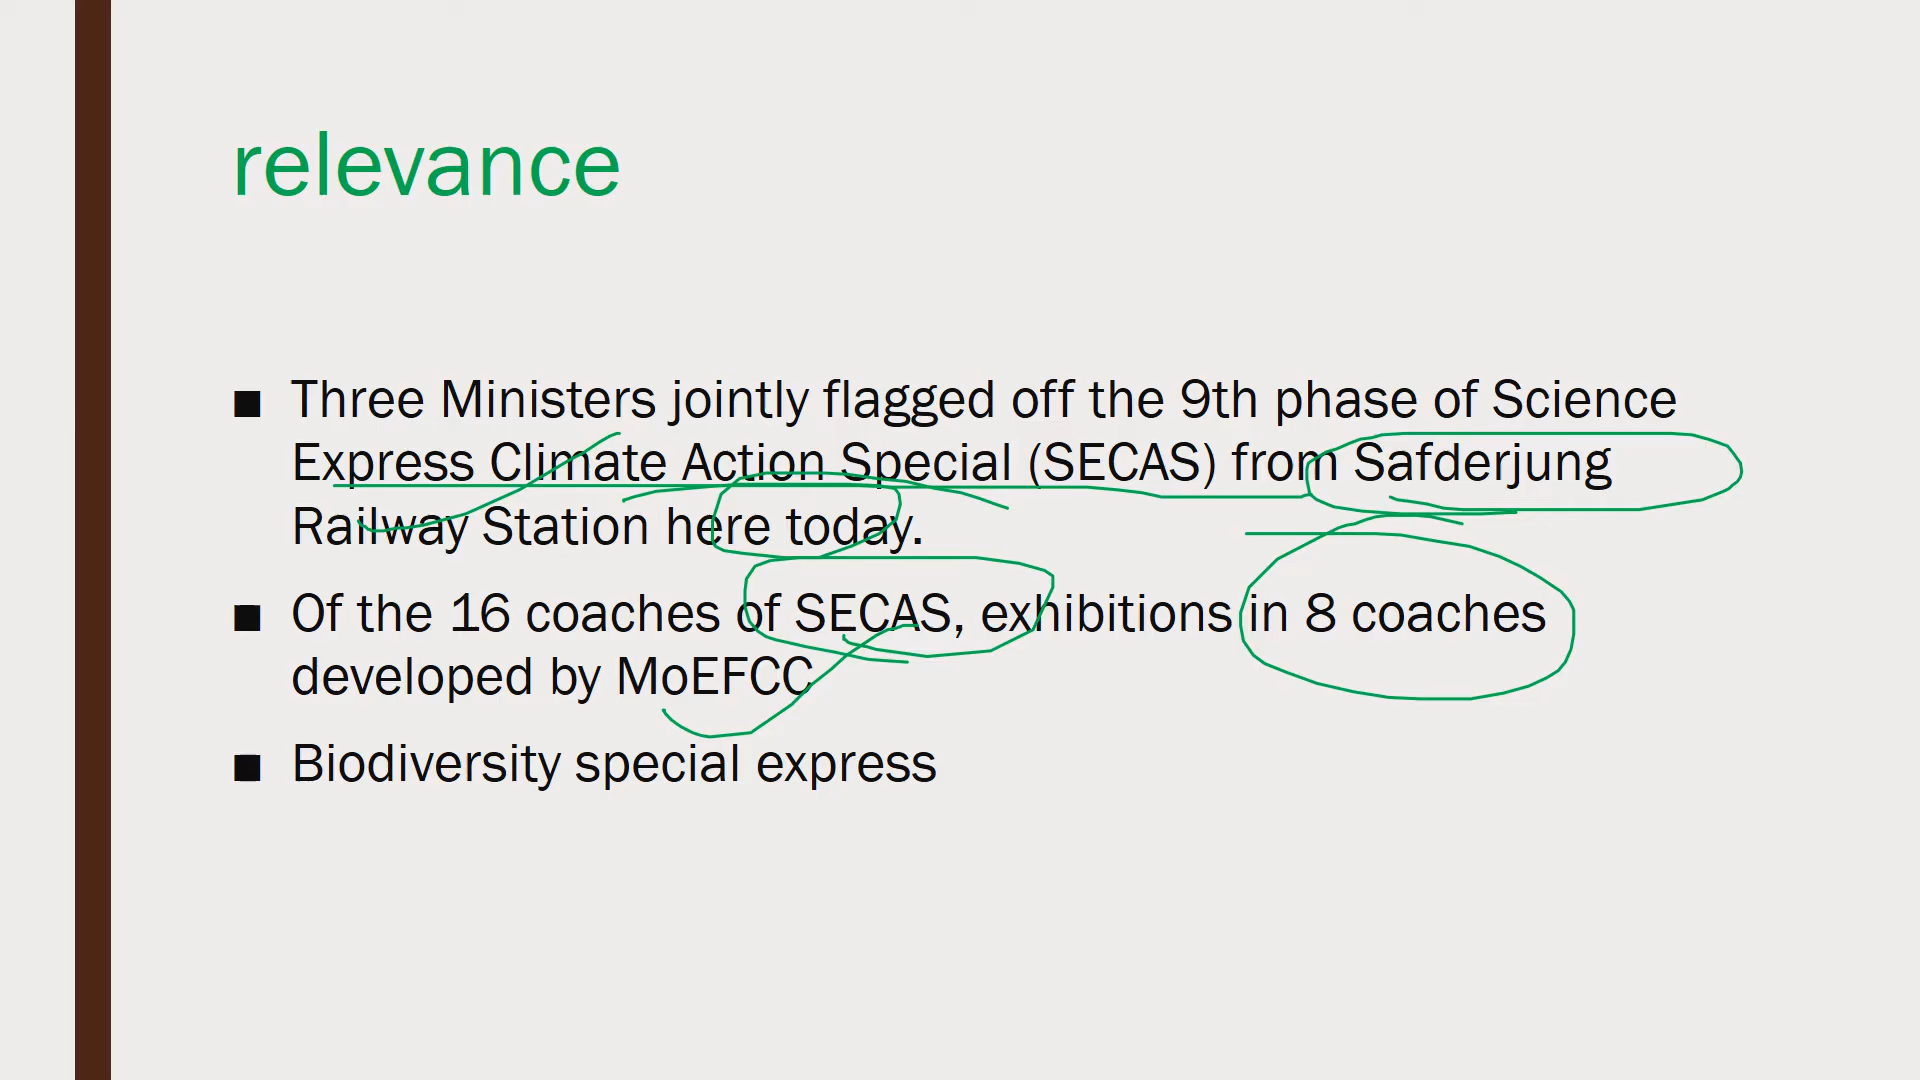 relevance
■ Three Ministers jointly flagged off the 9th phase of Science
Express Climate Action Special (SECAS) from Safderjung
Railway Station here today.
■ Of the 16 coaches of SECAS, exhibitions in 8 coaches
developed by MoEFCC
■ Biodiversity special express